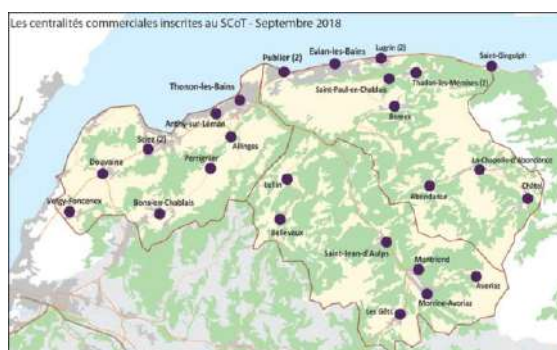 Les centralités commerciales inscrites au SCoT - Septembre 2018
Publier (2)
Evian-les-Bains
Lugrin (2)
Saint-Gingolph
Thonon-les-Bains
Saint-Paul-en-Chablais
Thollon-les-Mémises (2)
Anthy-sur-Léman
Bernex
Sciez (2)
Allinges
Douvaine
Perrignier
La Chapelle-d'Abondance
Lullin
Abondance
Châtel
Veigy-Foncenex
Bons-en-Chablais
Bellevaux
Saint-Jean-d'Aulps
Montriond
Avoriaz
Morzine-Avoriaz
Les Gêts